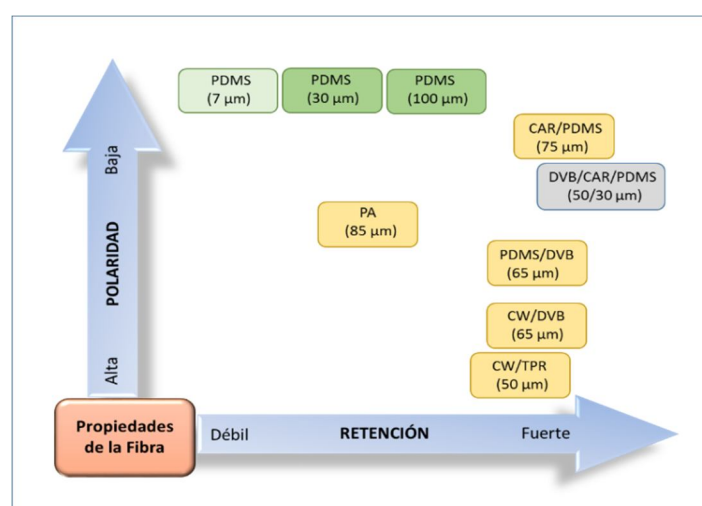 PDMS
(7 µm)
PDMS
(30 µm)
PDMS
(100 µm)
CAR/PDMS
(75 µm)
DVB/CAR/PDMS
(50/30 µm)
PA
(85 µm)
PDMS/DVB
(65 µm)
CW/DVB
(65 µm)
CW/TPR
(50 µm)
Baja
POLARIDAD
Alta
Propiedades
de la Fibra
Débil
RETENCIÓN
Fuerte